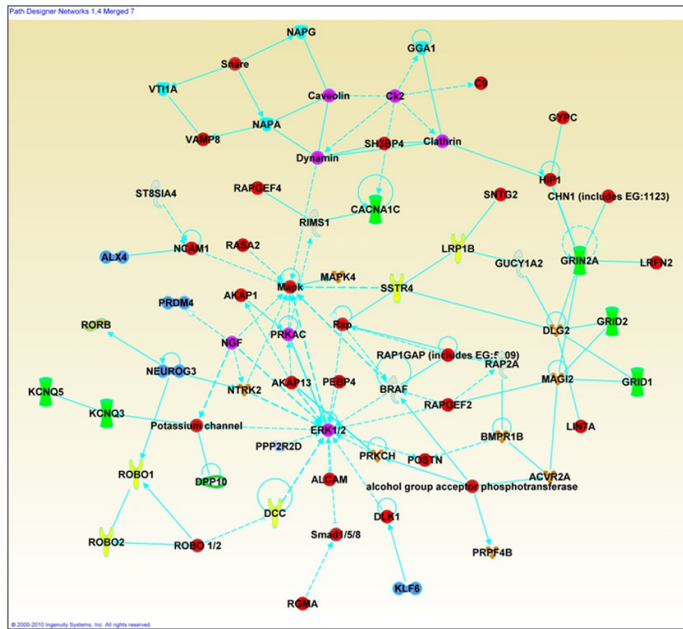 Path Designer Networks 1,4 Merged 7
NAPG
GGA1
Snare
C9
VTI1A
Caveolin
Ck2
GYPC
NAPA
VAMP8
SH3BP4
Clathrin
Dynamin
HIP1
RAPGEF4
SNTG2
CHN1 (includes EG:1123)
ST8SIA4
CACNA1C
RIMS1
NCAM1
RASA2
LRP1B
GUCY1A2
GRIN2A
LRFN2
ALX4
MAPK4
Mapk
SSTR4
AKAP1
PRDM4
Rap
GRID2
RORB
DLG2
NGF
PRKAC
RAP1GAP (includes EG:5909)
RAP2A
NEUROG3
AKAP13
PEBP4
BRAF
MAGI2
GRID1
KCNQ5
NTRK2
KCNQ3
RAPGEF2
Potassium channel
ERK1/2
LIN7A
PPP2R2D
BMPR1B
PRKCH
POSTN
ROBO1
DPP10
ALCAM
ACVR2A
alcohol group acceptor phosphotransferase
DCC
DLK1
Smad1/5/8
ROBO2
ROBO 1/2
PRPF4B
KLF6
RGMA
© 2000-2010 Ingenuity Systems, Inc. All rights reserved.